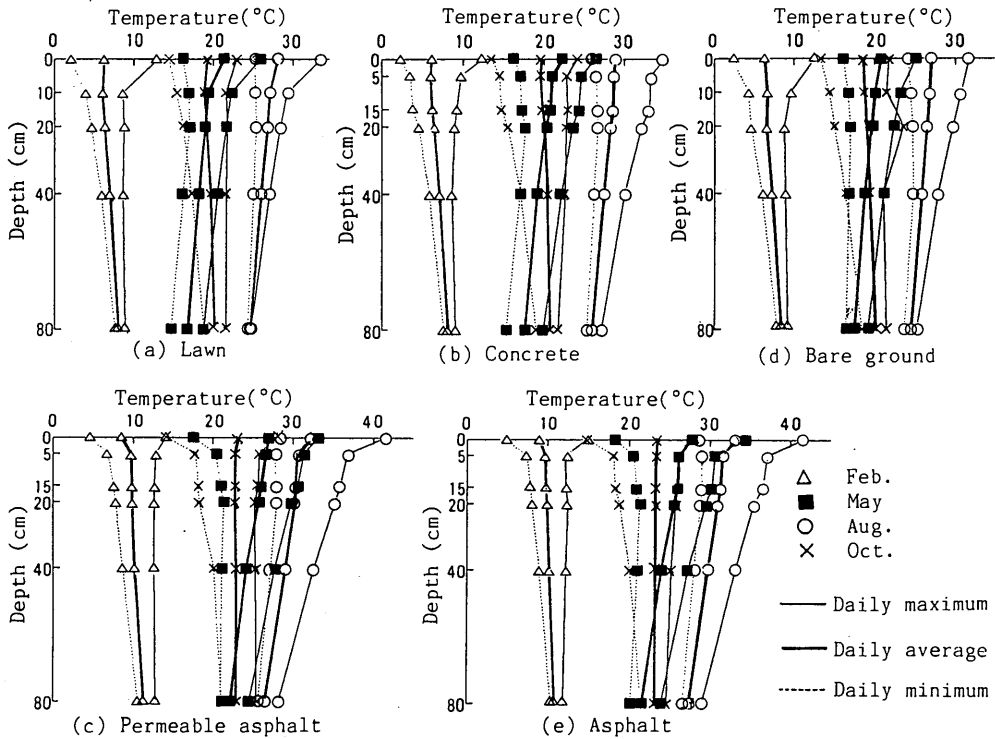 Temperature(°C)
0 10 20 30
0
10
20
40
80
Depth (cm)
(a) Lawn
Temperature(°C)
0 10 20 30
0
5
15
20
40
80
Depth (cm)
(b) Concrete
Temperature(°C)
0 10 20 30
0
10
20
40
80
Depth (cm)
(d) Bare ground
Temperature(°C)
0 10 20 30 40
0
5
15
20
40
80
Depth (cm)
(c) Permeable asphalt
Temperature(°C)
0 10 20 30 40
0
5
15
20
40
80
Depth (cm)
(e) Asphalt
Feb.
May
Aug.
Oct.
Daily maximum
Daily average
Daily minimum